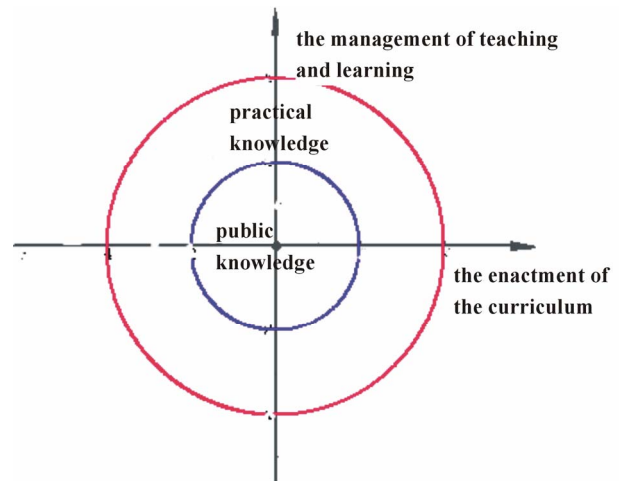 the management of teaching
and learning
practical
knowledge
public
knowledge
the enactment of
the curriculum